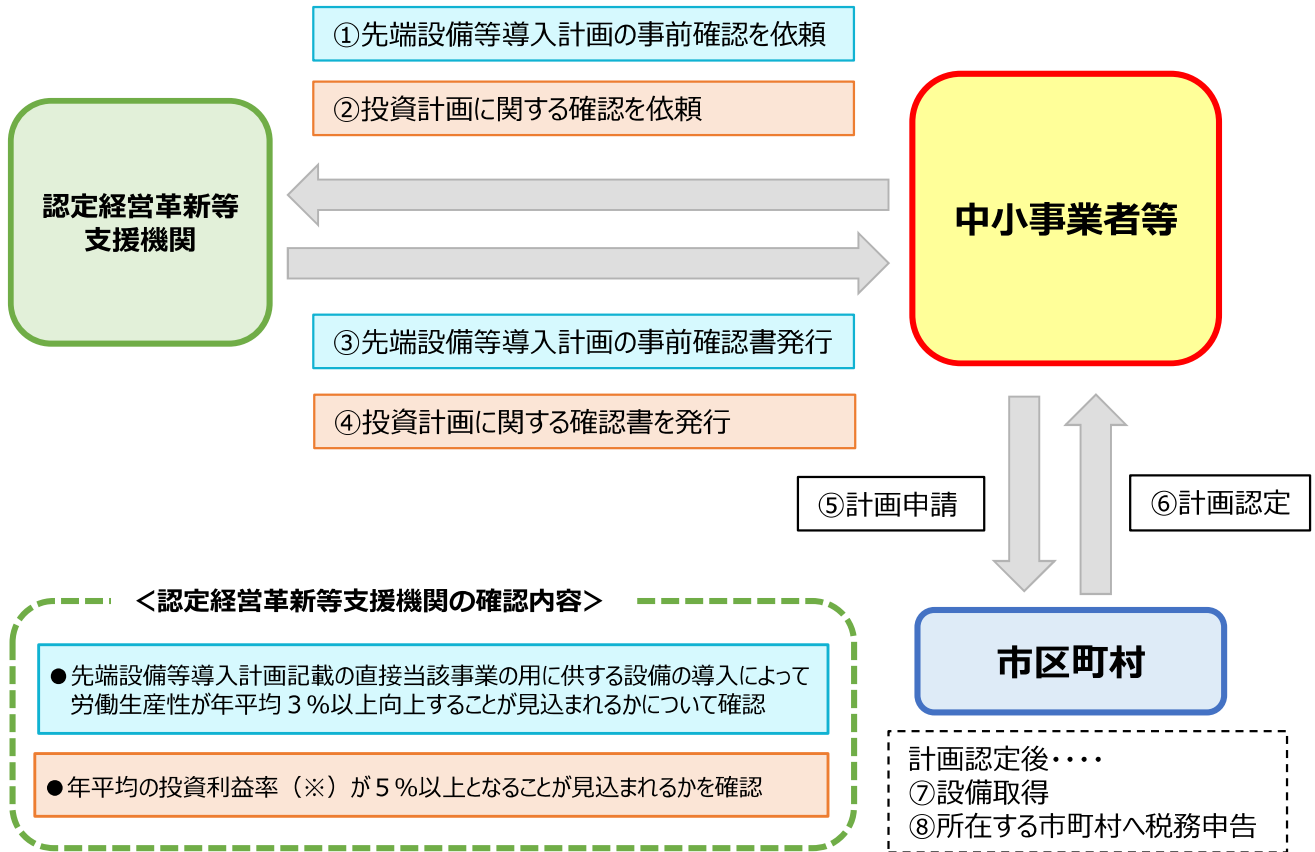 ①先端設備等導入計画の事前確認を依頼
②投資計画に関する確認を依頼
認定経営革新等
支援機関
中小事業者等
③先端設備等導入計画の事前確認書発行
④投資計画に関する確認書を発行
⑤計画申請
⑥計画認定
＜認定経営革新等支援機関の確認内容＞
●先端設備等導入計画記載の直接当該事業の用に供する設備の導入によって
労働生産性が年平均３％以上向上することが見込まれるかについて確認
●年平均の投資利益率（※）が５％以上となることが見込まれるかを確認
市区町村
計画認定後・・・・
⑦設備取得
⑧所在する市町村へ税務申告